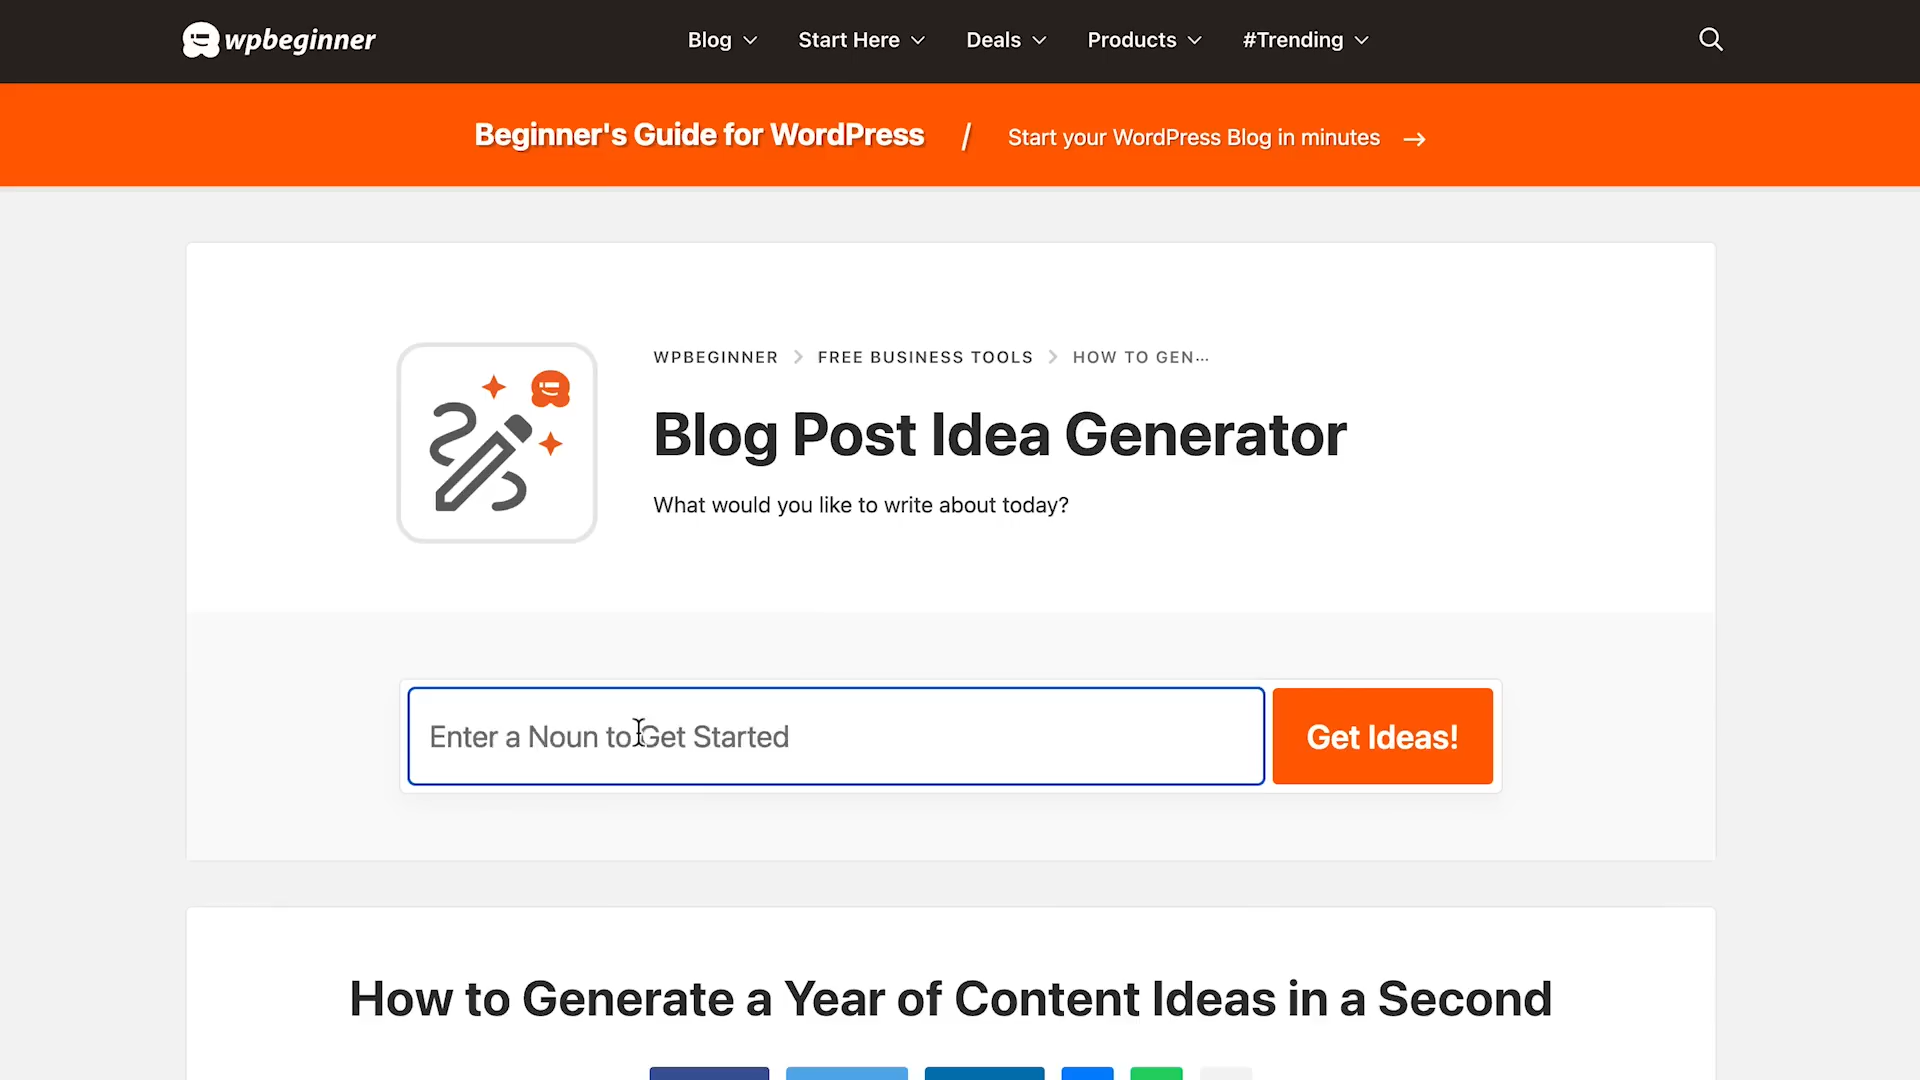 wpbeginner
Blog
Start Here
Deals
Products
#Trending
Beginner's Guide for WordPress / Start your WordPress Blog in minutes →
WPBEGINNER > FREE BUSINESS TOOLS > HOW TO GEN...
Blog Post Idea Generator
What would you like to write about today?
Enter a Noun to Get Started
Get Ideas!
How to Generate a Year of Content Ideas in a Second